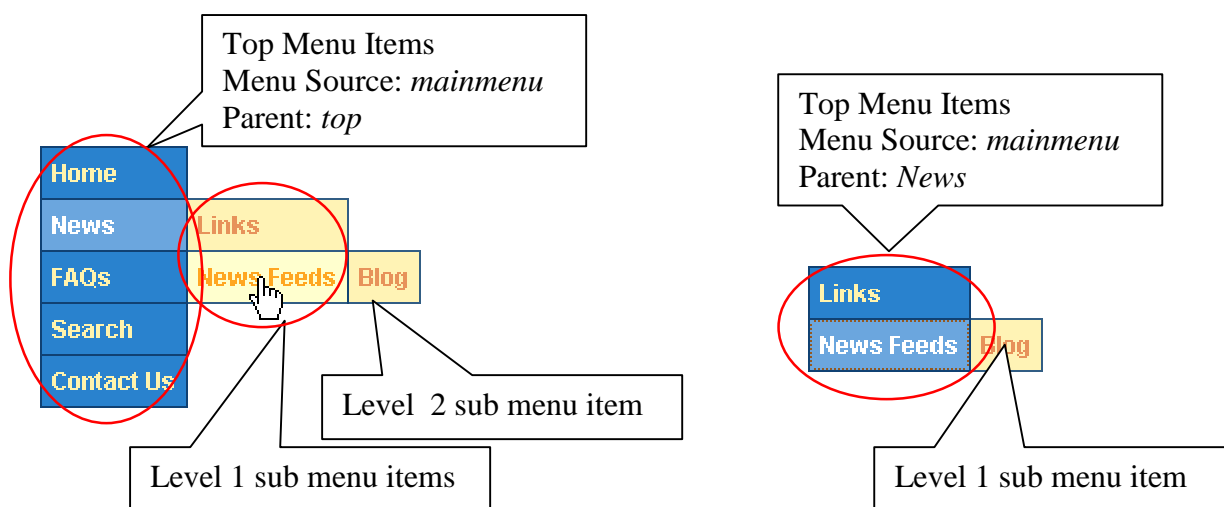 Top Menu Items
Menu Source: mainmenu
Parent: top
Home
News
Links
FAQs
News Feeds
Blog
Search
Contact Us
Level 2 sub menu item
Level 1 sub menu items
Top Menu Items
Menu Source: mainmenu
Parent: News
Links
News Feeds
Blog
Level 1 sub menu item